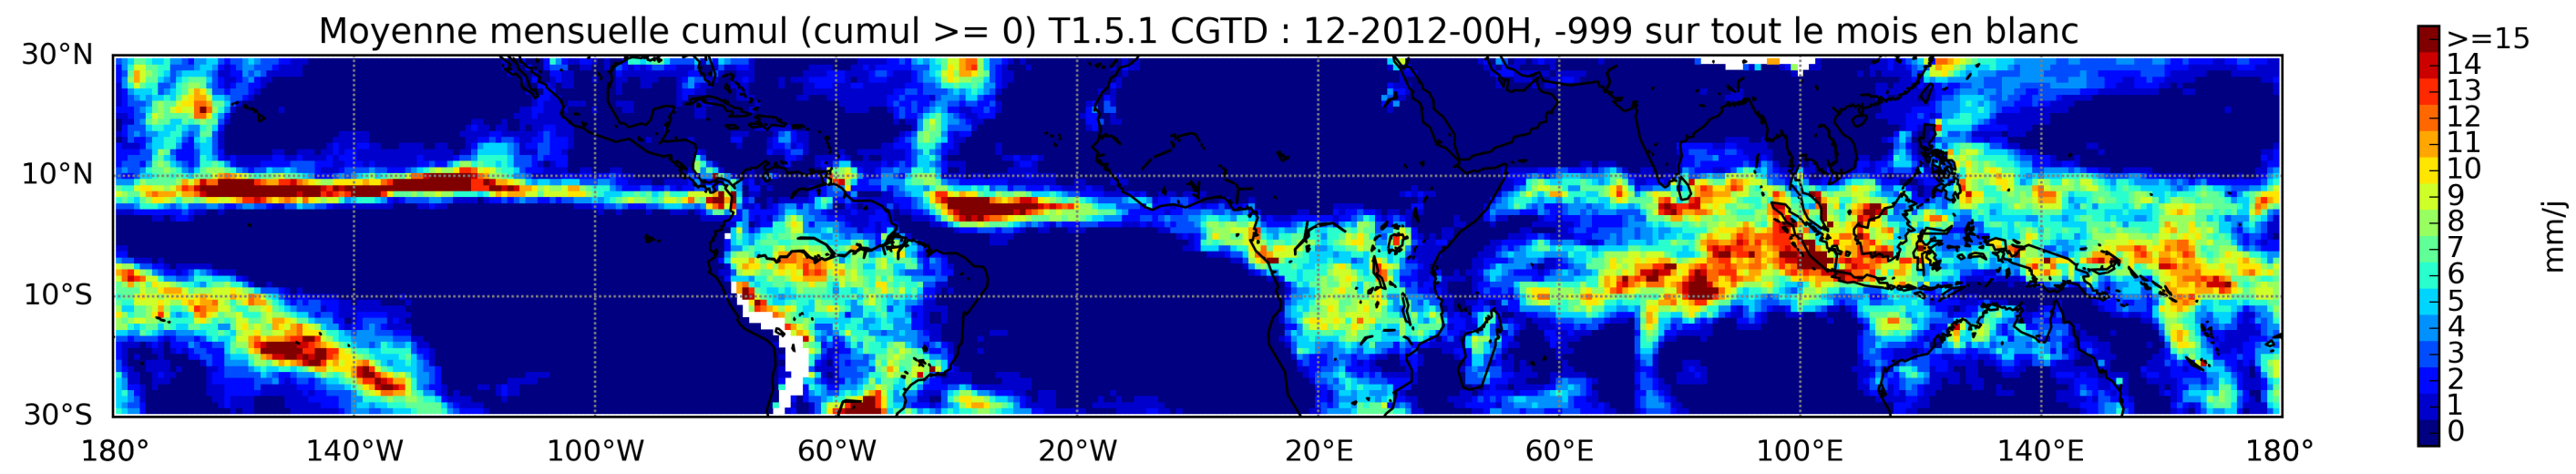 Moyenne mensuelle cumul (cumul >= 0) T1.5.1 CGTD : 12-2012-00H, -999 sur tout le mois en blanc
30°N
10°N
10°S
30°S
180°
140°W
100°W
60°W
20°W
20°E
60°E
100°E
140°E
180°
>=15
14
13
12
11
10
9
8
7
6
5
4
3
2
1
0
mm/j